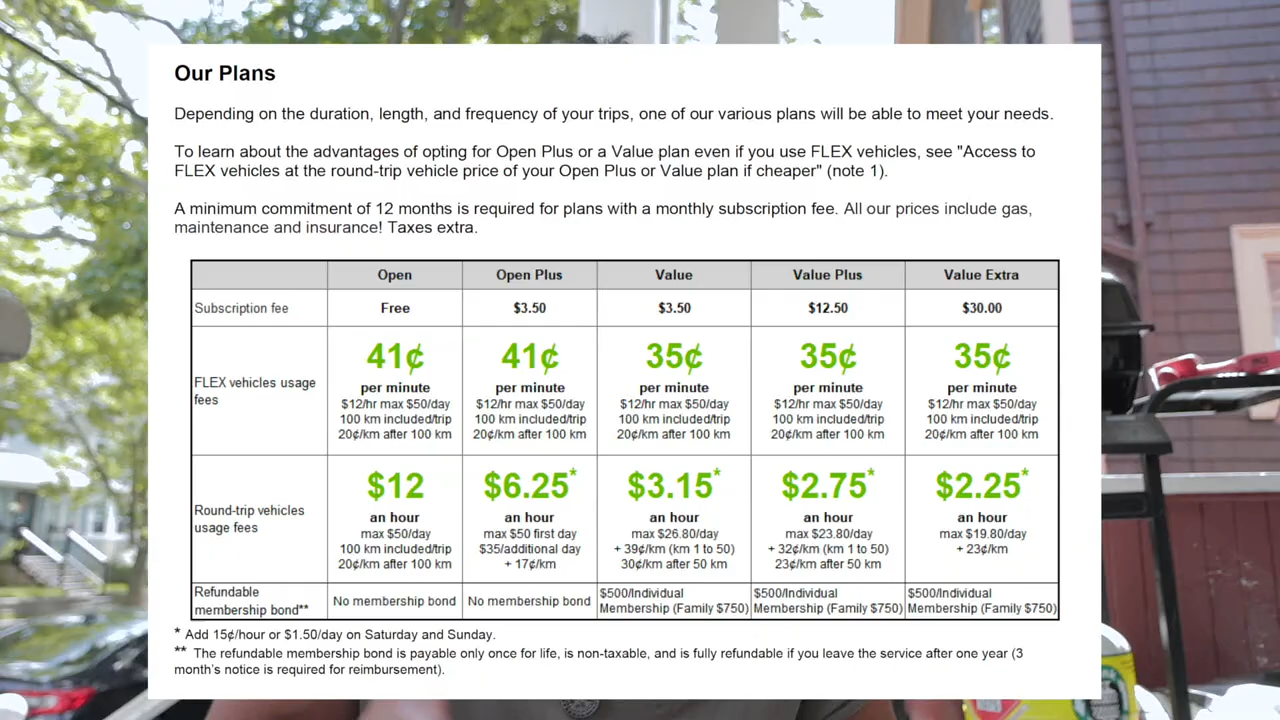 Our Plans
Depending on the duration, length, and frequency of your trips, one of our various plans will be able to meet your needs.
To learn about the advantages of opting for Open Plus or a Value plan even if you use FLEX vehicles, see "Access to
FLEX vehicles at the round-trip vehicle price of your Open Plus or Value plan if cheaper" (note 1).
A minimum commitment of 12 months is required for plans with a monthly subscription fee. All our prices include gas,
maintenance and insurance! Taxes extra.
Open Open Plus Value Value Plus Value Extra
Subscription fee Free $3.50 $3.50 $12.50 $30.00
FLEX vehicles usage
fees
41¢ 41¢ 35¢ 35¢ 35¢
per minute per minute per minute per minute per minute
$12/hr max $50/day $12/hr max $50/day $12/hr max $50/day $12/hr max $50/day $12/hr max $50/day
100 km included/trip 100 km included/trip 100 km included/trip 100 km included/trip 100 km included/trip
20¢/km after 100 km 20¢/km after 100 km 20¢/km after 100 km 20¢/km after 100 km 20¢/km after 100 km
Round-trip vehicles
usage fees
$12 $6.25* $3.15* $2.75* $2.25*
an hour an hour an hour an hour an hour
max $50/day max $50 first day max $26.80/day max $23.80/day max $19.80/day
100 km included/trip $35/additional day + 39¢/km (km 1 to 50) + 32¢/km (km 1 to 50) + 23¢/km
20¢/km after 100 km + 17¢/km 30¢/km after 50 km 23¢/km after 50 km
Refundable
membership bond**
No membership bond No membership bond $500/Individual $500/Individual $500/Individual
Membership (Family $750) Membership (Family $750) Membership (Family $750)
* Add 15¢/hour or $1.50/day on Saturday and Sunday.
** The refundable membership bond is payable only once for life, is non-taxable, and is fully refundable if you leave the service after one year (3
month's notice is required for reimbursement).